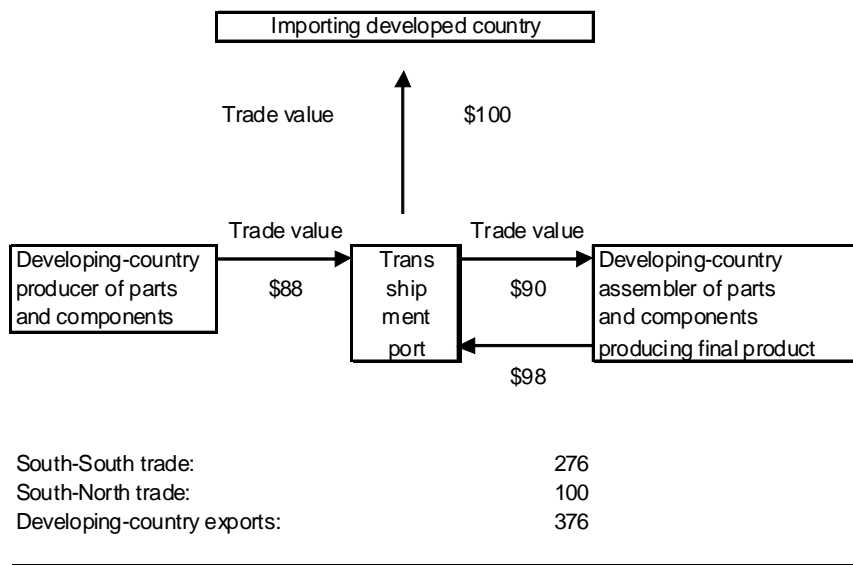 Importing developed country
Trade value $100
Trade value Trade value
Developing-country
producer of parts
and components
$88
Trans
ship
ment
port
$90
Developing-country
assembler of parts
and components
producing final product
$98
South-South trade: 276
South-North trade: 100
Developing-country exports: 376